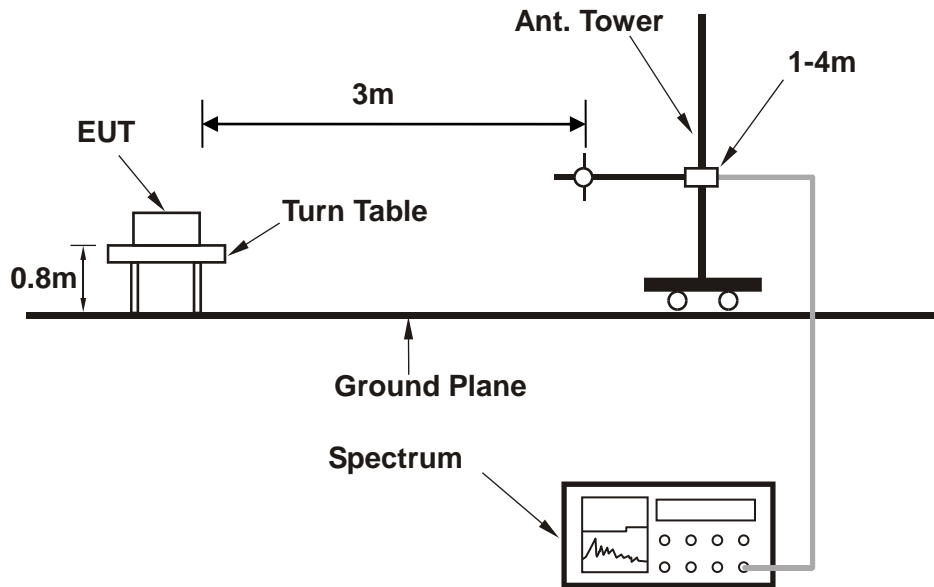 Ant. Tower
1-4m
3m
EUT
Turn Table
0.8m
Ground Plane
Spectrum